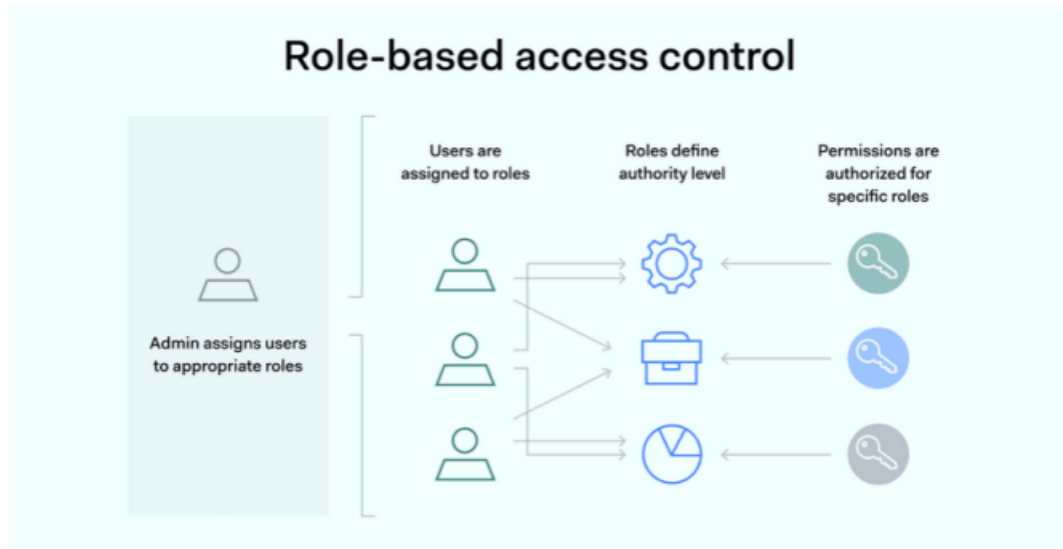 Role-based access control
Users are
assigned to roles
Roles define
authority level
Permissions are
authorized for
specific roles
Admin assigns users
to appropriate roles